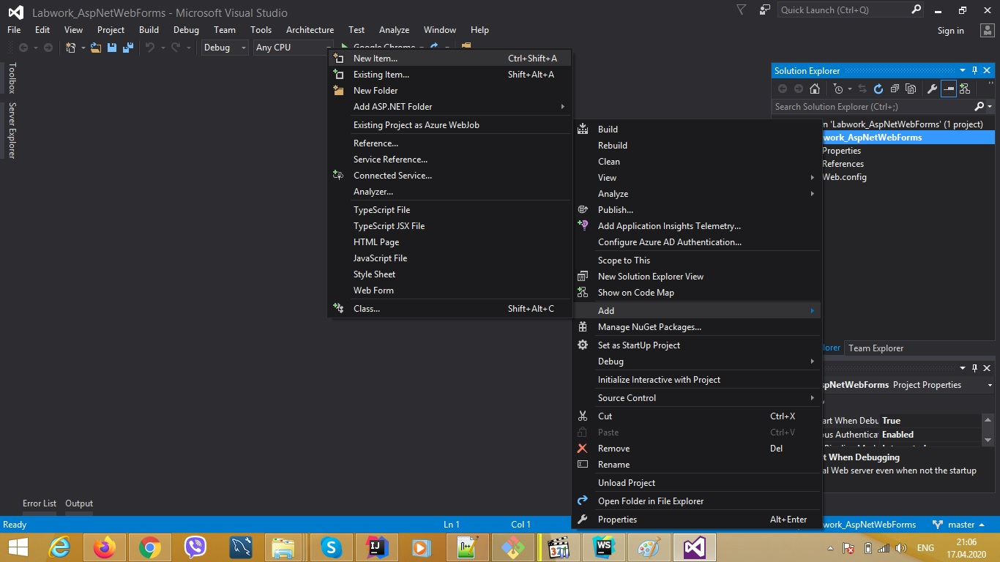 Labwork_AspNetWebForms - Microsoft Visual Studio
Quick Launch (Ctrl+Q)
File Edit View Project Build Debug Team Tools Architecture Test Analyze Window Help
Sign in
Debug Any CPU Google Chrome
Toolbox
Server Explorer
New Item... Ctrl+Shift+A
Existing Item... Shift+Alt+A
New Folder
Add ASP.NET Folder
Existing Project as Azure WebJob
Reference...
Service Reference...
Connected Service...
Analyzer...
TypeScript File
TypeScript JSX File
HTML Page
JavaScript File
Style Sheet
Web Form
Class... Shift+Alt+C
Build
Rebuild
Clean
View
Analyze
Publish...
Add Application Insights Telemetry...
Configure Azure AD Authentication...
Scope to This
New Solution Explorer View
Show on Code Map
Add
Manage NuGet Packages...
Set as StartUp Project
Debug
Initialize Interactive with Project
Source Control
Cut Ctrl+X
Paste Ctrl+V
Remove Del
Rename
Unload Project
Open Folder in File Explorer
Properties Alt+Enter
Solution Explorer
Search Solution Explorer (Ctrl+;)
n 'Labwork_AspNetWebForms' (1 project)
work_AspNetWebForms
Properties
References
Web.config
lorer Team Explorer
spNetWebForms Project Properties
art When Debu True
ous Authenticat Enabled
t When Debugging
al Web server even when not the startup
Error List Output
Ready Ln 1 Col 1 work_AspNetWebForms master
ENG
21:06
17.04.2020